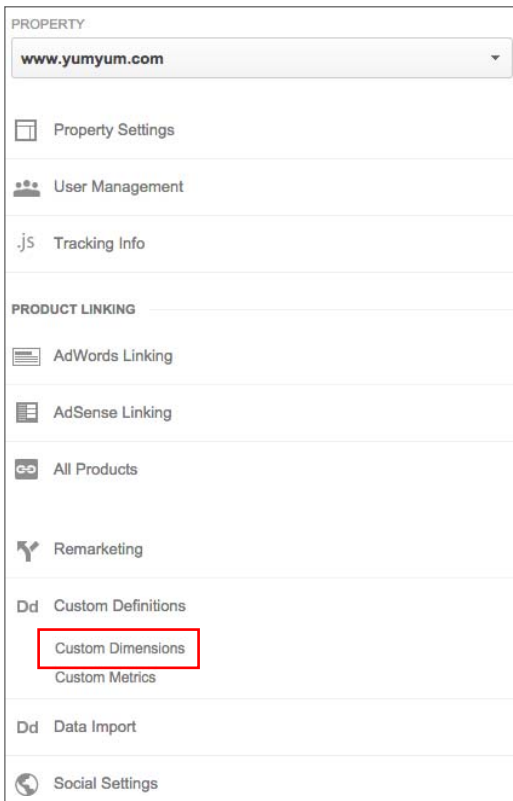 PROPERTY
www.yumyum.com
Property Settings
User Management
.js Tracking Info
PRODUCT LINKING
AdWords Linking
AdSense Linking
All Products
Remarketing
Dd Custom Definitions
Custom Dimensions
Custom Metrics
Dd Data Import
Social Settings